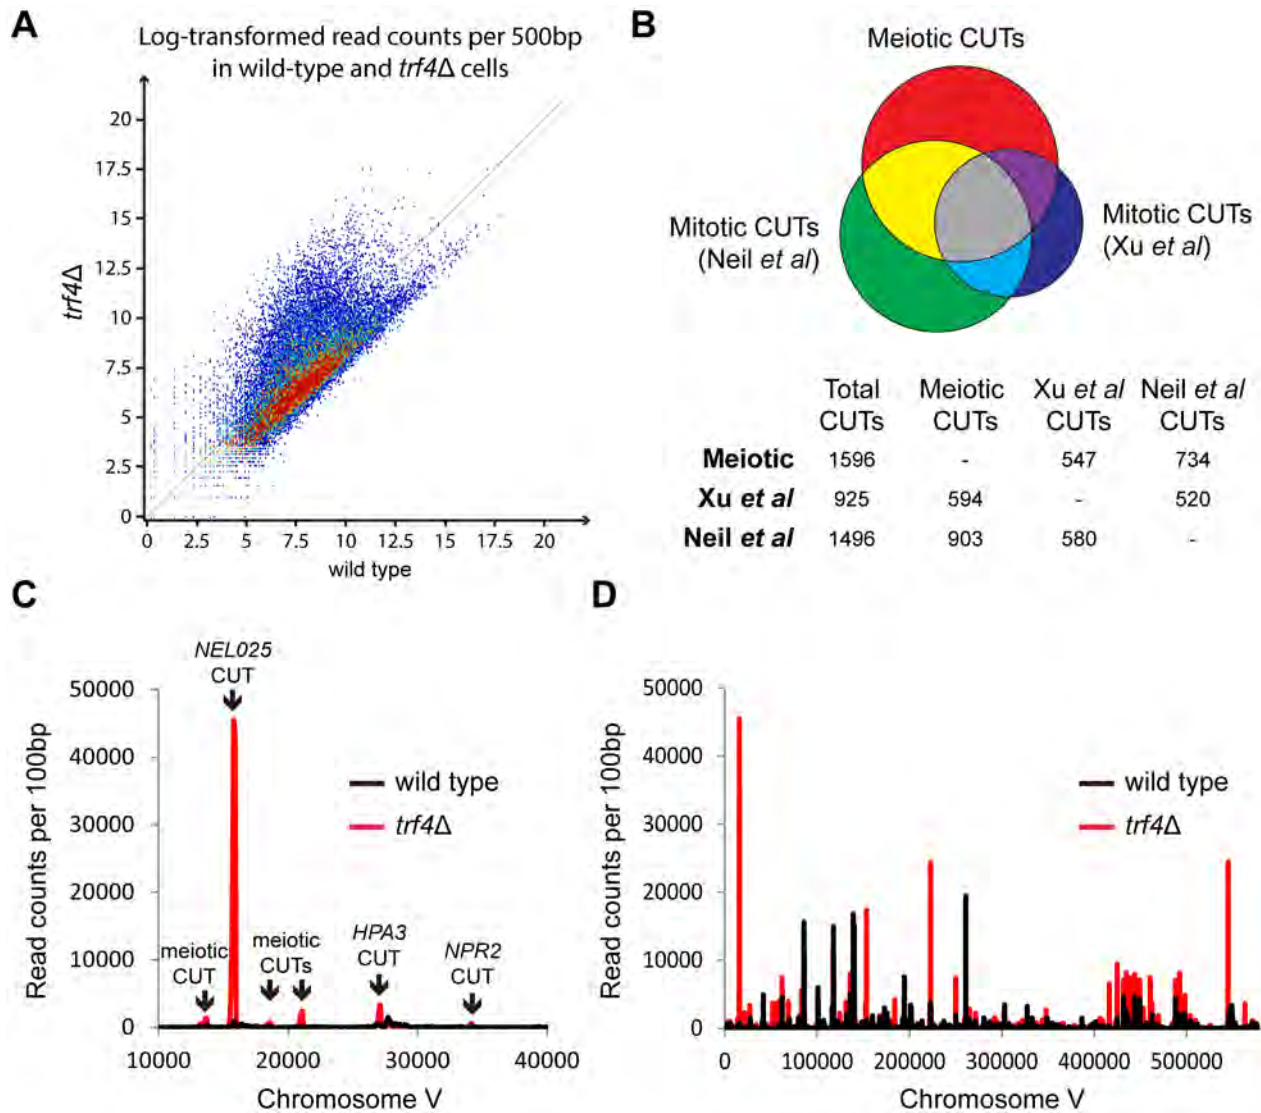 A
Log-transformed read counts per 500bp
in wild-type and trf4Δ cells
20
17.5
15
12.5
10
7.5
5
2.5
0
trf4Δ
0 2.5 5 7.5 10 12.5 15 17.5 20
wild type
B
Meiotic CUTs
Mitotic CUTs
(Neil et al)
Mitotic CUTs
(Xu et al)
Total Meiotic Xu et al Neil et al
CUTs CUTs CUTs CUTs
Meiotic 1596 - 547 734
Xu et al 925 594 - 520
Neil et al 1496 903 580 -
C
NEL025
CUT
50000
40000
30000
20000
10000
0
Read counts per 100bp
wild type
trf4Δ
meiotic
CUT
meiotic
CUTs
HPA3
CUT
NPR2
CUT
10000 20000 30000 40000
Chromosome V
D
50000
40000
30000
20000
10000
0
Read counts per 100bp
wild type
trf4Δ
0 100000 200000 300000 400000 500000
Chromosome V